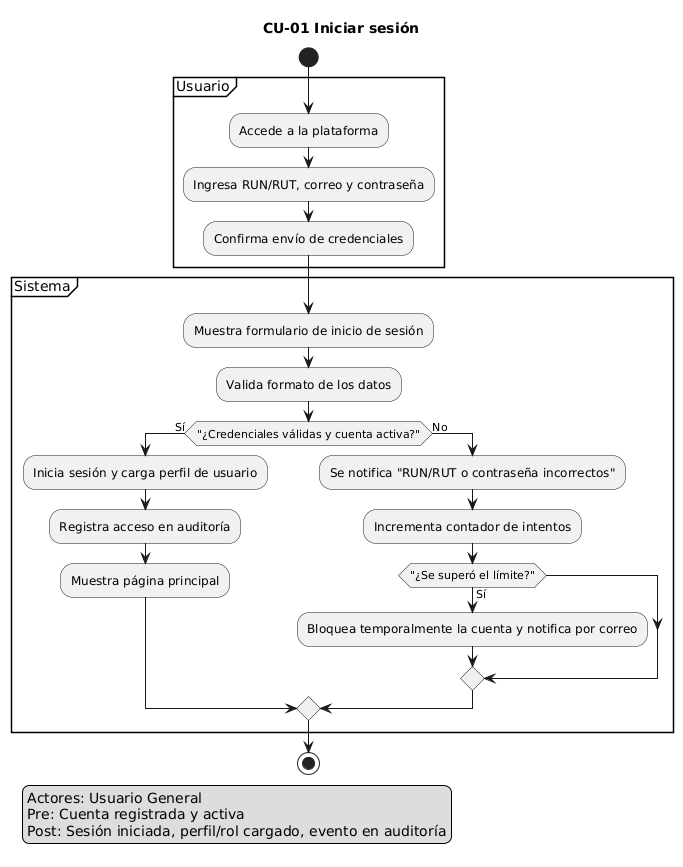 CU-01 Iniciar sesión
Usuario
Accede a la plataforma
Ingresa RUN/RUT, correo y contraseña
Confirma envío de credenciales
Sistema
Muestra formulario de inicio de sesión
Valida formato de los datos
"¿Credenciales válidas y cuenta activa?"
Sí
No
Inicia sesión y carga perfil de usuario
Registra acceso en auditoría
Muestra página principal
Se notifica "RUN/RUT o contraseña incorrectos"
Incrementa contador de intentos
"¿Se superó el límite?"
Sí
Bloquea temporalmente la cuenta y notifica por correo
Actores: Usuario General
Pre: Cuenta registrada y activa
Post: Sesión iniciada, perfil/rol cargado, evento en auditoría